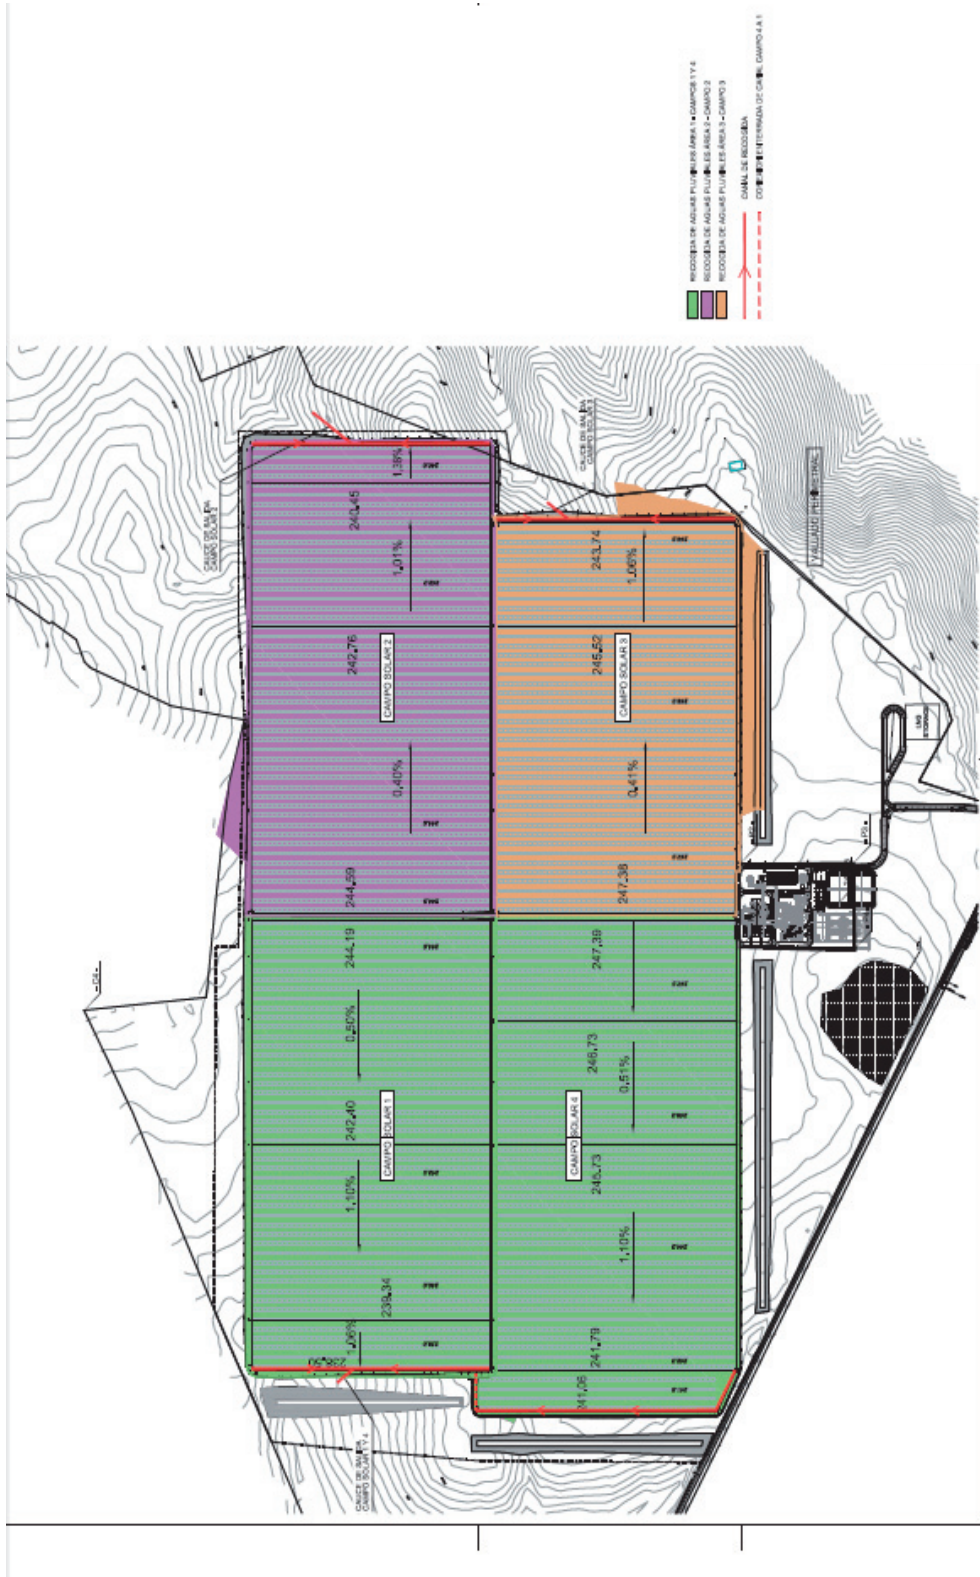 RECOGIDA DE AGUAS PLUVIALES ÁREA 1 - CAMPOS 1 Y 4
RECOGIDA DE AGUAS PLUVIALES ÁREA 2 - CAMPO 2
RECOGIDA DE AGUAS PLUVIALES ÁREA 3 - CAMPO 3
CANAL DE RECOGIDA
CAUCE DE SALIDA
CAMPO SOLAR 2
CAUCE DE SALIDA
CAMPO SOLAR 3
VALLADO PERIMETRAL
1.38%
240.45
1.01%
242.76
CAMPO SOLAR 2
0.40%
244.59
243.74
1.06%
245.52
CAMPO SOLAR 3
0.41%
247.38
244.19
0.50%
242.40
CAMPO SOLAR 1
1.10%
239.34
1.06%
247.39
246.73
0.51%
CAMPO SOLAR 4
245.73
1.10%
241.79
241.06
CAUCE DE SALIDA
CAMPO SOLAR 1 Y 4
LNG
STORAGE